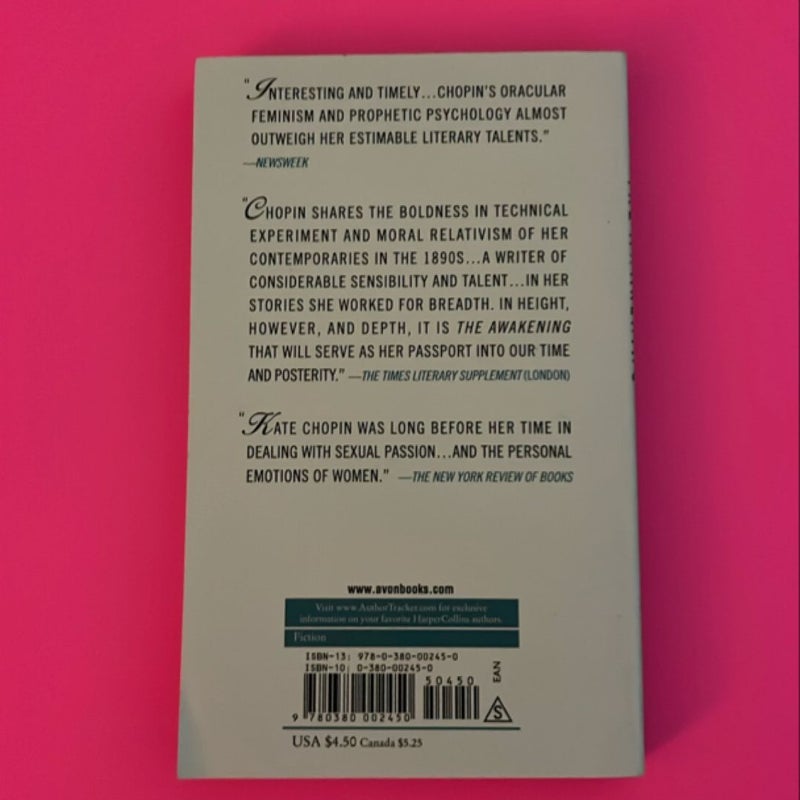 "INTERESTING AND TIMELY...CHOPIN'S ORACULAR
FEMINISM AND PROPHETIC PSYCHOLOGY ALMOST
OUTWEIGH HER ESTIMABLE LITERARY TALENTS."
—NEWSWEEK
"CHOPIN SHARES THE BOLDNESS IN TECHNICAL
EXPERIMENT AND MORAL RELATIVISM OF HER
CONTEMPORARIES IN THE 1890S...A WRITER OF
CONSIDERABLE SENSIBILITY AND TALENT...IN HER
STORIES SHE WORKED FOR BREADTH. IN HEIGHT,
HOWEVER, AND DEPTH, IT IS THE AWAKENING
THAT WILL SERVE AS HER PASSPORT INTO OUR TIME
AND POSTERITY." —THE TIMES LITERARY SUPPLEMENT (LONDON)
"KATE CHOPIN WAS LONG BEFORE HER TIME IN
DEALING WITH SEXUAL PASSION...AND THE PERSONAL
EMOTIONS OF WOMEN." —THE NEW YORK REVIEW OF BOOKS
www.avonbooks.com
Visit www.AuthorTracker.com for exclusive
information on your favorite HarperCollins authors.
Fiction
ISBN-13: 978-0-380-00245-0
ISBN-10: 0-380-00245-0
50450
EAN
9 780380 002450
S
USA $4.50 Canada $5.25